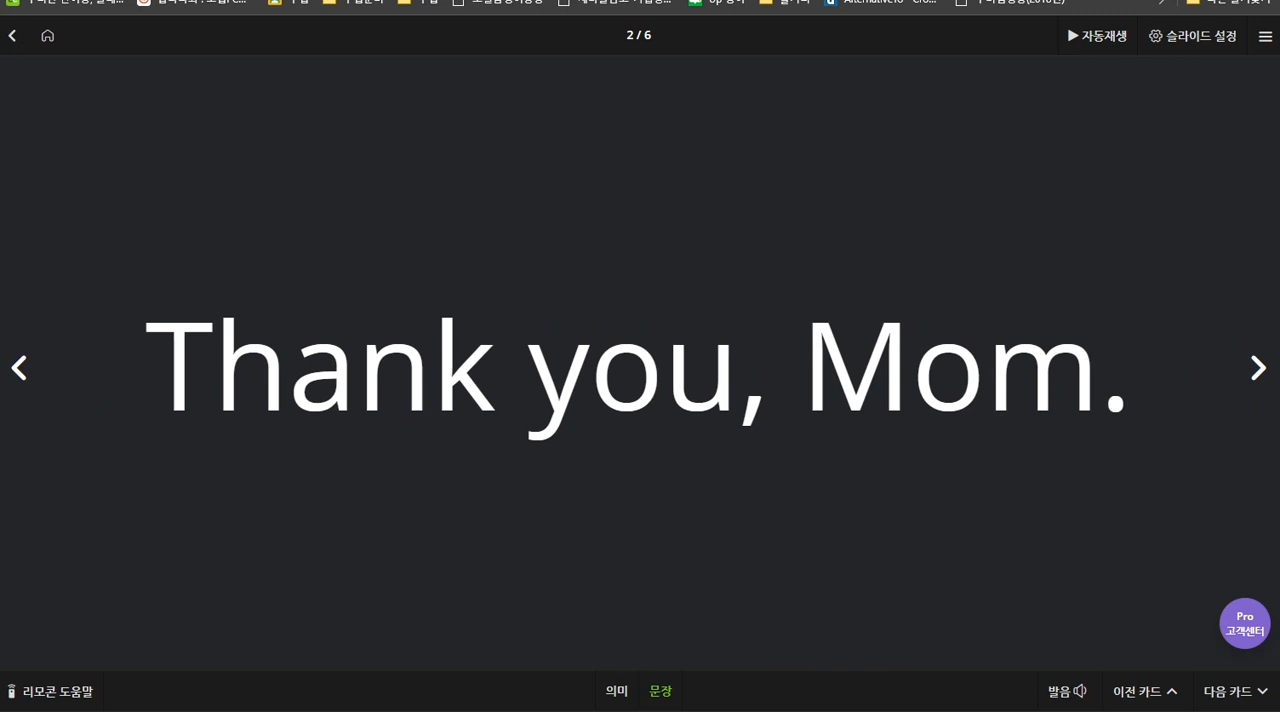 2 / 6
자동재생
슬라이드 설정
Thank you, Mom.
Pro
고객센터
리모콘 도움말
의미
문장
발음
이전 카드
다음 카드